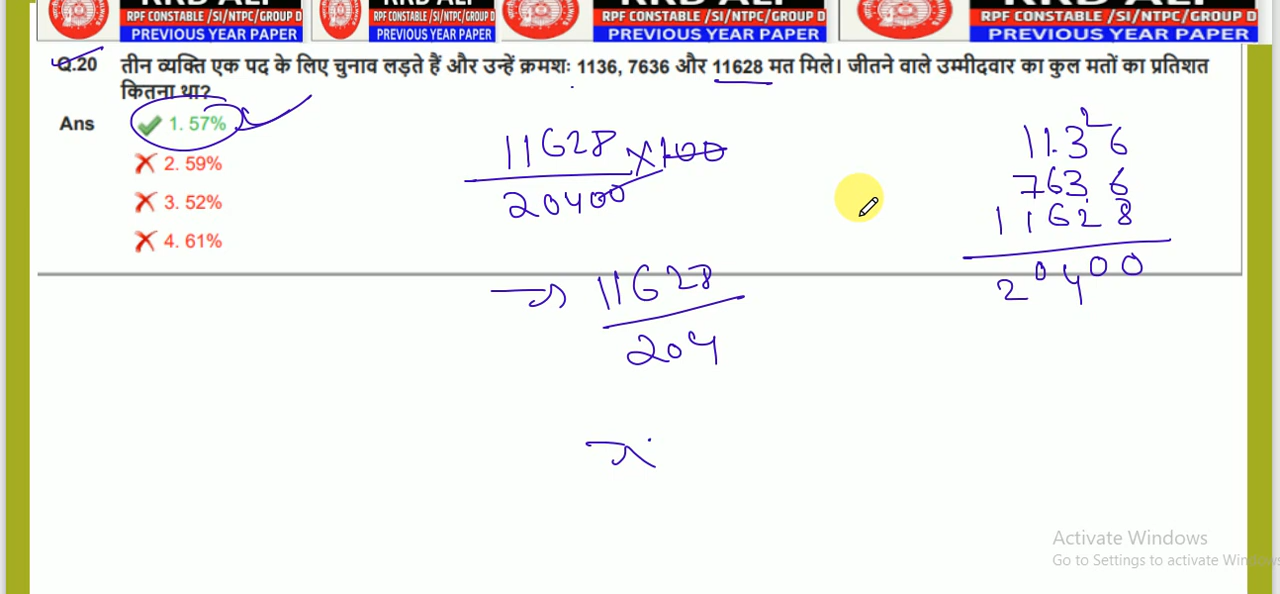 RPF CONSTABLE /SI/NTPC/GROUP D RPF CONSTABLE /SI/NTPC/GROUP D RPF CONSTABLE /SI/NTPC/GROUP D RPF CONSTABLE /SI/NTPC/GROUP D
PREVIOUS YEAR PAPER PREVIOUS YEAR PAPER PREVIOUS YEAR PAPER PREVIOUS YEAR PAPER
Q.20 तीन व्यक्ति एक पद के लिए चुनाव लड़ते हैं और उन्हें क्रमशः 1136, 7636 और 11628 मत मिले। जीतने वाले उम्मीदवार का कुल मतों का प्रतिशत
कितना था?
Ans 1. 57%
2. 59%
3. 52%
4. 61%
11628 ×100
20400
11628
204
2
1136
7636
11628
20400
Activate Windows
Go to Settings to activate Windows